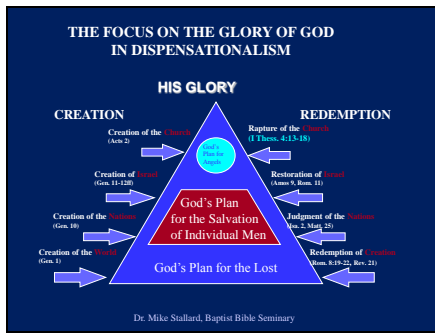 THE FOCUS ON THE GLORY OF GOD
IN DISPENSATIONALISM
HIS GLORY
CREATION
REDEMPTION
Creation of the Church
(Acts 2)
Rapture of the Church
(I Thess. 4:13-18)
God's
Plan for
Angels
Creation of Israel
(Gen. 11-12ff)
Restoration of Israel
(Amos 9, Rom. 11)
God's Plan
for the Salvation
of Individual Men
Creation of the Nations
(Gen. 10)
Judgment of the Nations
(Isa. 2, Matt. 25)
Creation of the World
(Gen. 1)
Redemption of Creation
(Rom. 8:19-22, Rev. 21)
God's Plan for the Lost
Dr. Mike Stallard, Baptist Bible Seminary